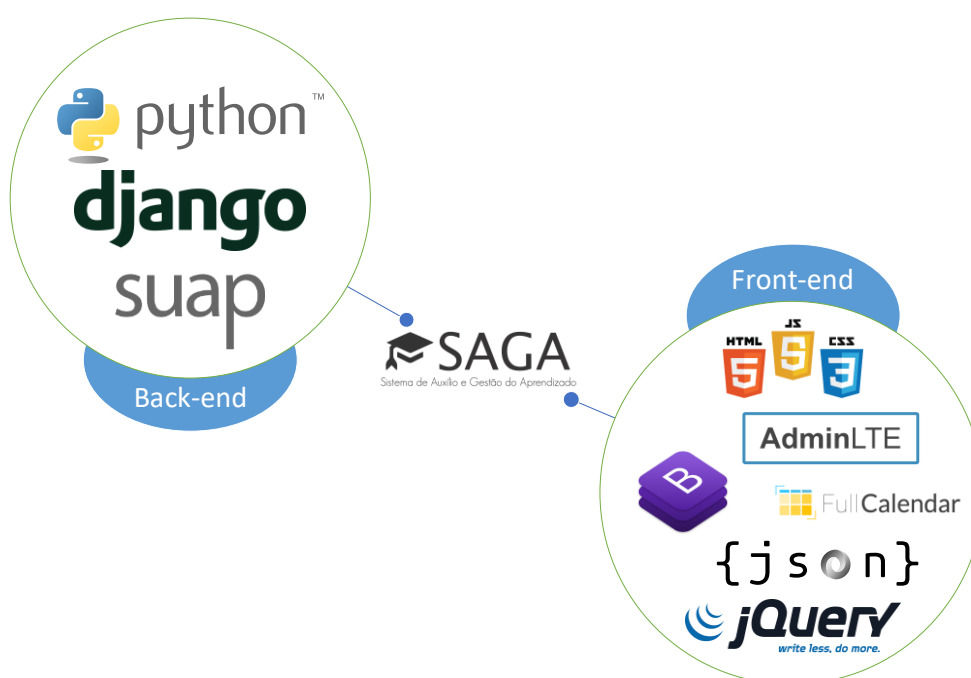 python™
django
suap
Back-end
SAGA
Sistema de Auxílio e Gestão do Aprendizado
Front-end
HTML
JS
CSS
5
5
3
AdminLTE
B
FullCalendar
{json}
jQuery
write less, do more.